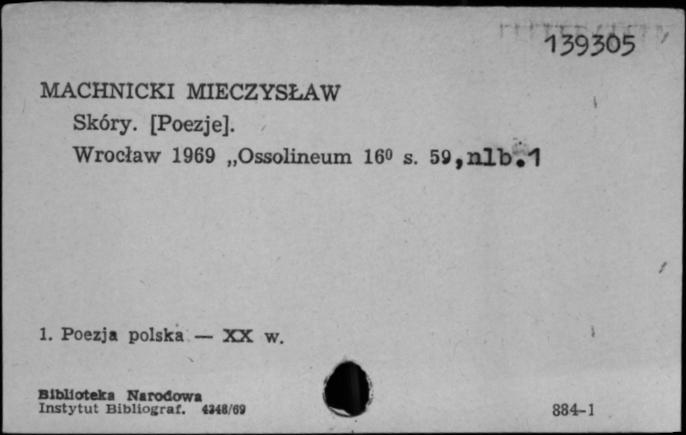 139305
MACHNICKI MIECZYSŁAW
Skóry. [Poezje].
Wrocław 1969 „Ossolineum 16⁰ s. 59, nlb. 1
1. Poezja polska — XX w.
Biblioteka Narodowa
Instytut Bibliograf. 4348/69
884-1